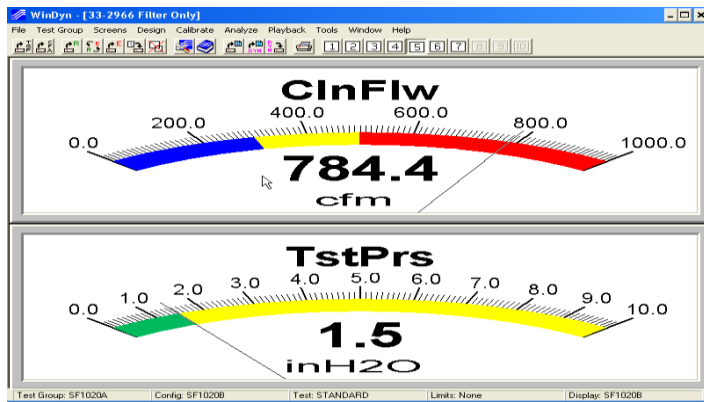 WinDyn - [33-2966 Filter Only]
File Test Group Screens Design Calibrate Analyze Playback Tools Window Help
1 2 3 4 5 6 7 8 9 10
ClnFlw
0.0 200.0 400.0 600.0 800.0 1000.0
784.4
cfm
TstPrs
0.0 1.0 2.0 3.0 4.0 5.0 6.0 7.0 8.0 9.0 10.0
1.5
inH2O
Test Group: SF1020A Config: SF1020B Test: STANDARD Limits: None Display: SF1020B